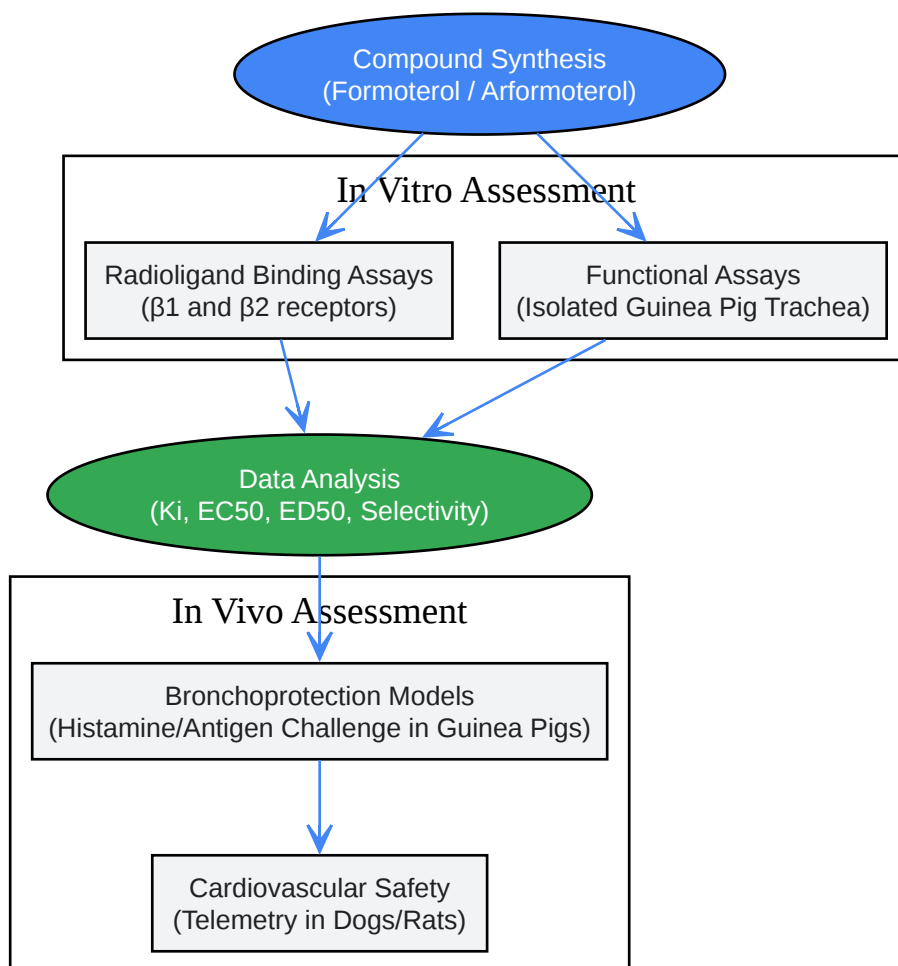 Compound Synthesis
(Formoterol / Arformoterol)
In Vitro Assessment
Radioligand Binding Assays
(β1 and β2 receptors)
Functional Assays
(Isolated Guinea Pig Trachea)
Data Analysis
(Ki, EC50, ED50, Selectivity)
In Vivo Assessment
Bronchoprotection Models
(Histamine/Antigen Challenge in Guinea Pigs)
Cardiovascular Safety
(Telemetry in Dogs/Rats)